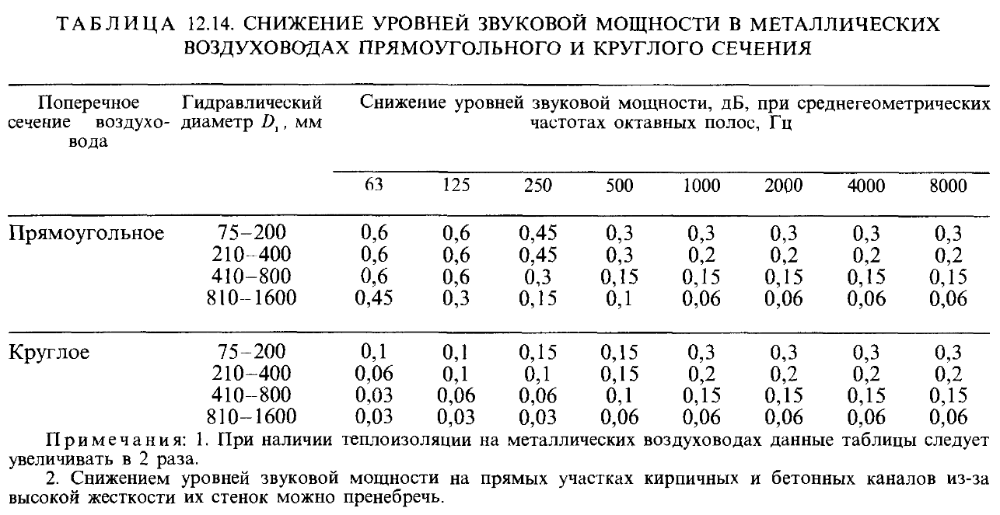 ТАБЛИЦА 12.14. СНИЖЕНИЕ УРОВНЕЙ ЗВУКОВОЙ МОЩНОСТИ В МЕТАЛЛИЧЕСКИХ
ВОЗДУХОВОДАХ ПРЯМОУГОЛЬНОГО И КРУГЛОГО СЕЧЕНИЯ
Поперечное Гидравлический Снижение уровней звуковой мощности, дБ, при среднегеометрических
сечение воздухо- диаметр D₁, мм частотах октавных полос, Гц
вода
63 125 250 500 1000 2000 4000 8000
Прямоугольное 75–200 0,6 0,6 0,45 0,3 0,3 0,3 0,3 0,3
210–400 0,6 0,6 0,45 0,3 0,2 0,2 0,2 0,2
410–800 0,6 0,6 0,3 0,15 0,15 0,15 0,15 0,15
810–1600 0,45 0,3 0,15 0,1 0,06 0,06 0,06 0,06
Круглое 75–200 0,1 0,1 0,15 0,15 0,3 0,3 0,3 0,3
210–400 0,06 0,1 0,1 0,15 0,2 0,2 0,2 0,2
410–800 0,03 0,06 0,06 0,1 0,15 0,15 0,15 0,15
810–1600 0,03 0,03 0,03 0,06 0,06 0,06 0,06 0,06
Примечания: 1. При наличии теплоизоляции на металлических воздуховодах данные таблицы следует
увеличивать в 2 раза.
2. Снижением уровней звуковой мощности на прямых участках кирпичных и бетонных каналов из-за
высокой жесткости их стенок можно пренебречь.